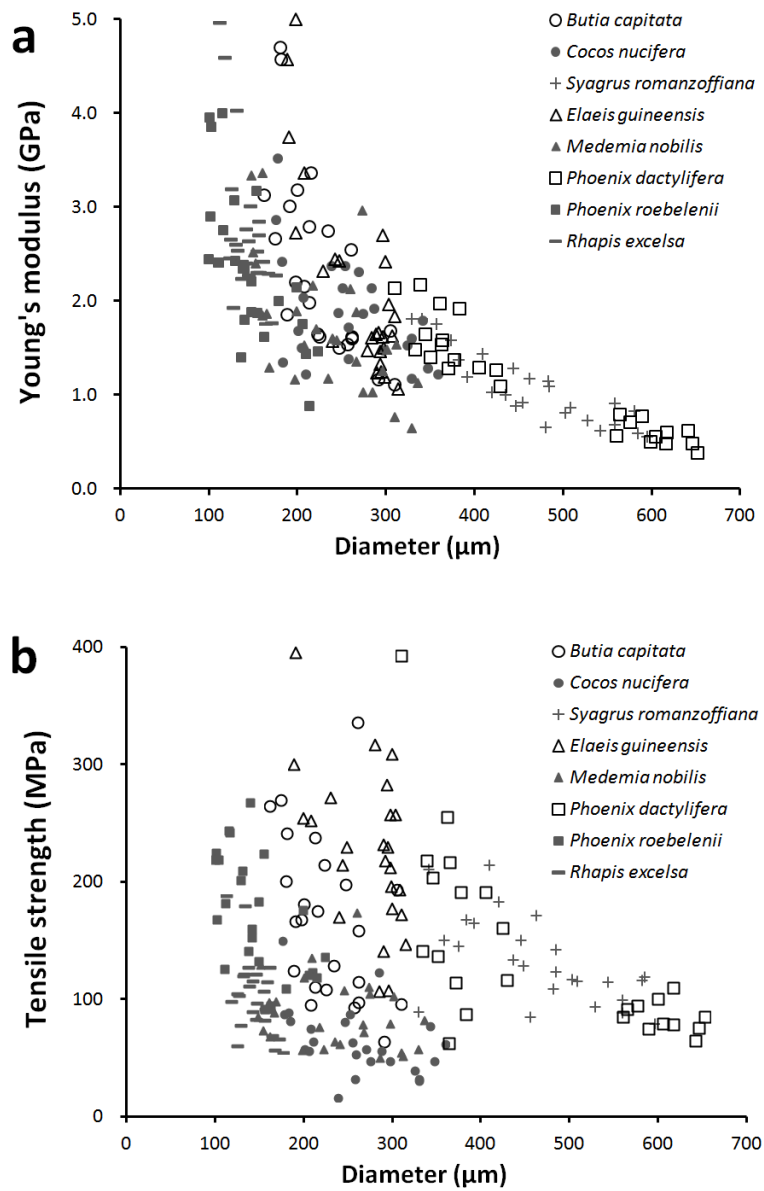 a
Young's modulus (GPa)
5.0
4.0
3.0
2.0
1.0
0.0
0 100 200 300 400 500 600 700
Diameter (µm)
Butia capitata
Cocos nucifera
Syagrus romanzoffiana
Elaeis guineensis
Medemia nobilis
Phoenix dactylifera
Phoenix roebelenii
Rhapis excelsa
b
Tensile strength (MPa)
400
300
200
100
0
0 100 200 300 400 500 600 700
Diameter (µm)
Butia capitata
Cocos nucifera
Syagrus romanzoffiana
Elaeis guineensis
Medemia nobilis
Phoenix dactylifera
Phoenix roebelenii
Rhapis excelsa